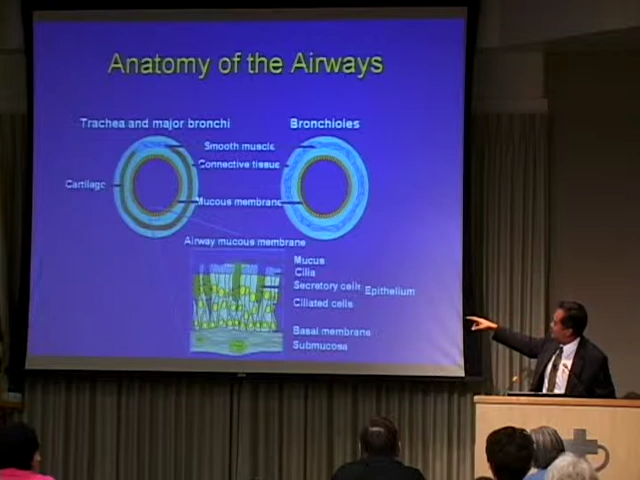 Anatomy of the Airways
Trachea and major bronchi
Bronchioles
Smooth muscle
Connective tissue
Cartilage
Mucous membrane
Airway mucous membrane
Mucus
Cilia
Secretory cells
Epithelium
Ciliated cells
Basal membrane
Submucosa